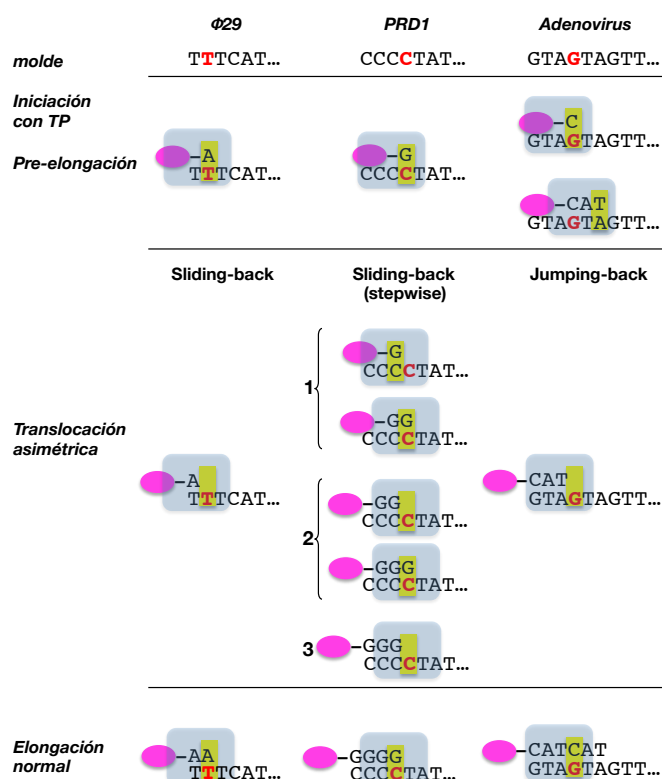 Φ29 PRD1 Adenovirus
molde TTTCAT... CCCCTAT... GTAGTAGTT...
Iniciación
con TP
C
GTAGTAGTT...
A G
Pre-elongación
TTTCAT... CCCCTAT...
CAT
GTAGTAGTT...
Sliding-back Sliding-back Jumping-back
(stepwise)
G
CCCCTAT...
1
GG
CCCCTAT...
Translocación
asimétrica
A CAT
TTTCAT... GTAGTAGTT...
GG
CCCCTAT...
2
GGG
CCCCTAT...
3 GGG
CCCCTAT...
Elongación
normal
AA GGGG CATCAT
TTTCAT... CCCCTAT... GTAGTAGTT...